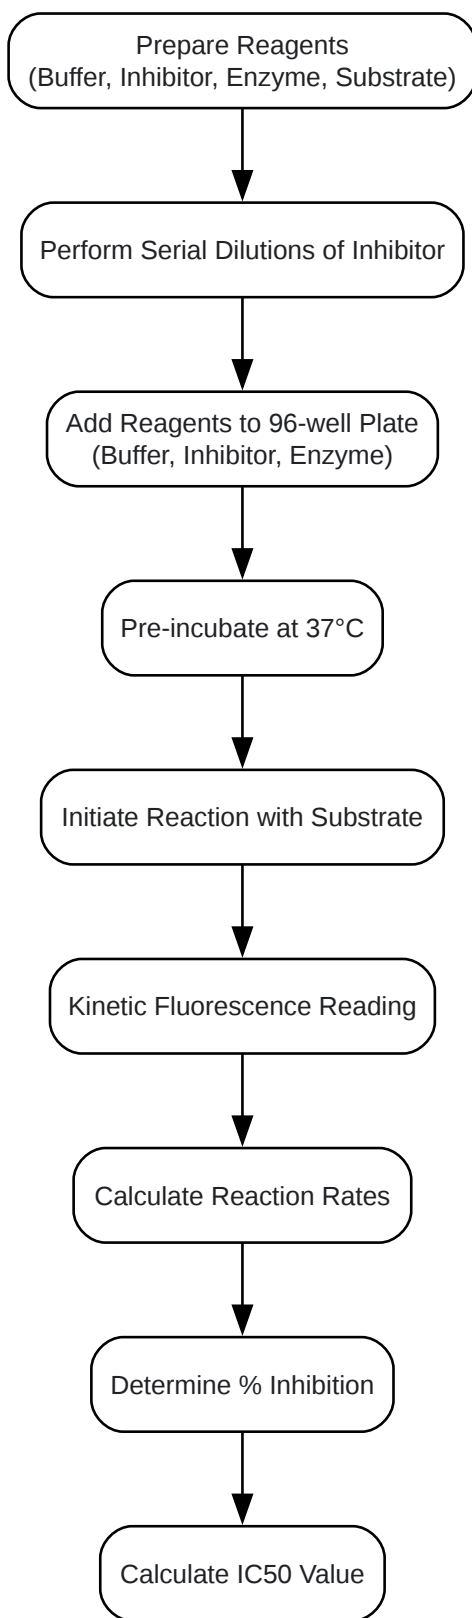 Prepare Reagents
(Buffer, Inhibitor, Enzyme, Substrate)
Perform Serial Dilutions of Inhibitor
Add Reagents to 96-well Plate
(Buffer, Inhibitor, Enzyme)
Pre-incubate at 37°C
Initiate Reaction with Substrate
Kinetic Fluorescence Reading
Calculate Reaction Rates
Determine % Inhibition
Calculate IC50 Value